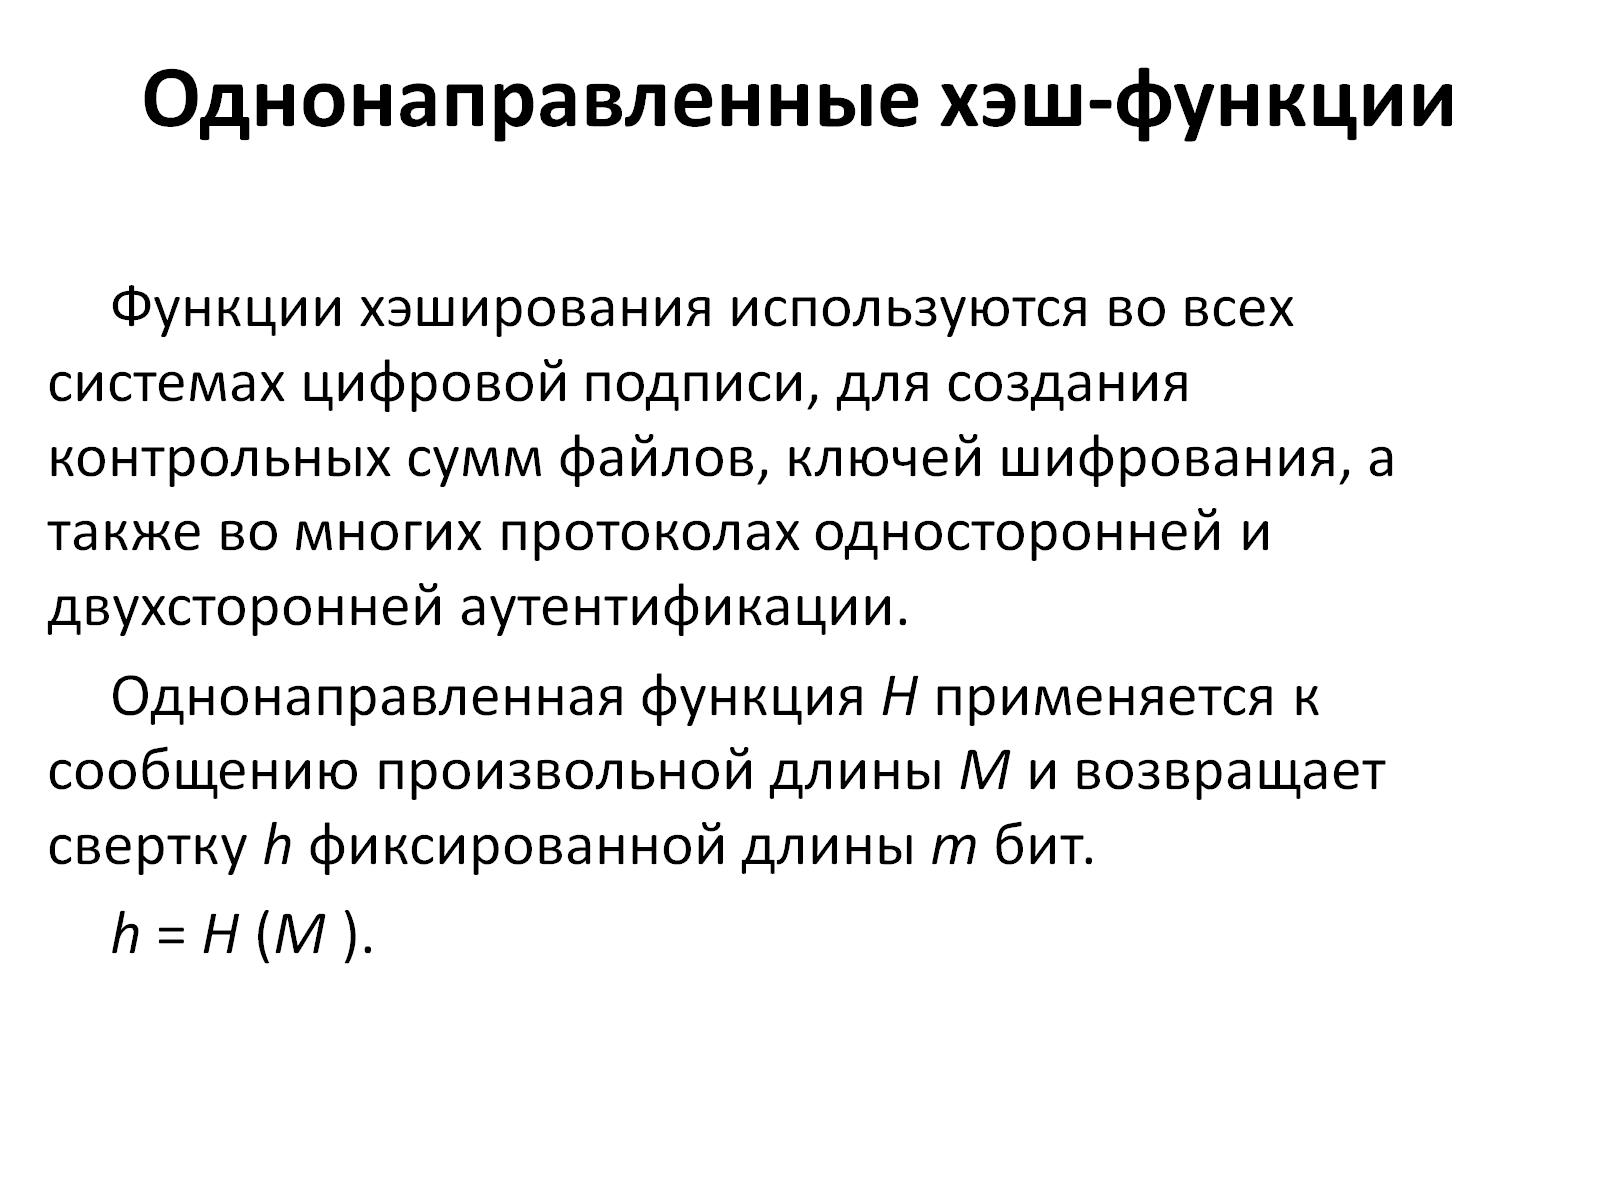 Однонаправленные хэш-функции
Функции хэширования используются во всех
системах цифровой подписи, для создания
контрольных сумм файлов, ключей шифрования, а
также во многих протоколах односторонней и
двухсторонней аутентификации.
Однонаправленная функция H применяется к
сообщению произвольной длины M и возвращает
свертку h фиксированной длины m бит.
h = H (M ).